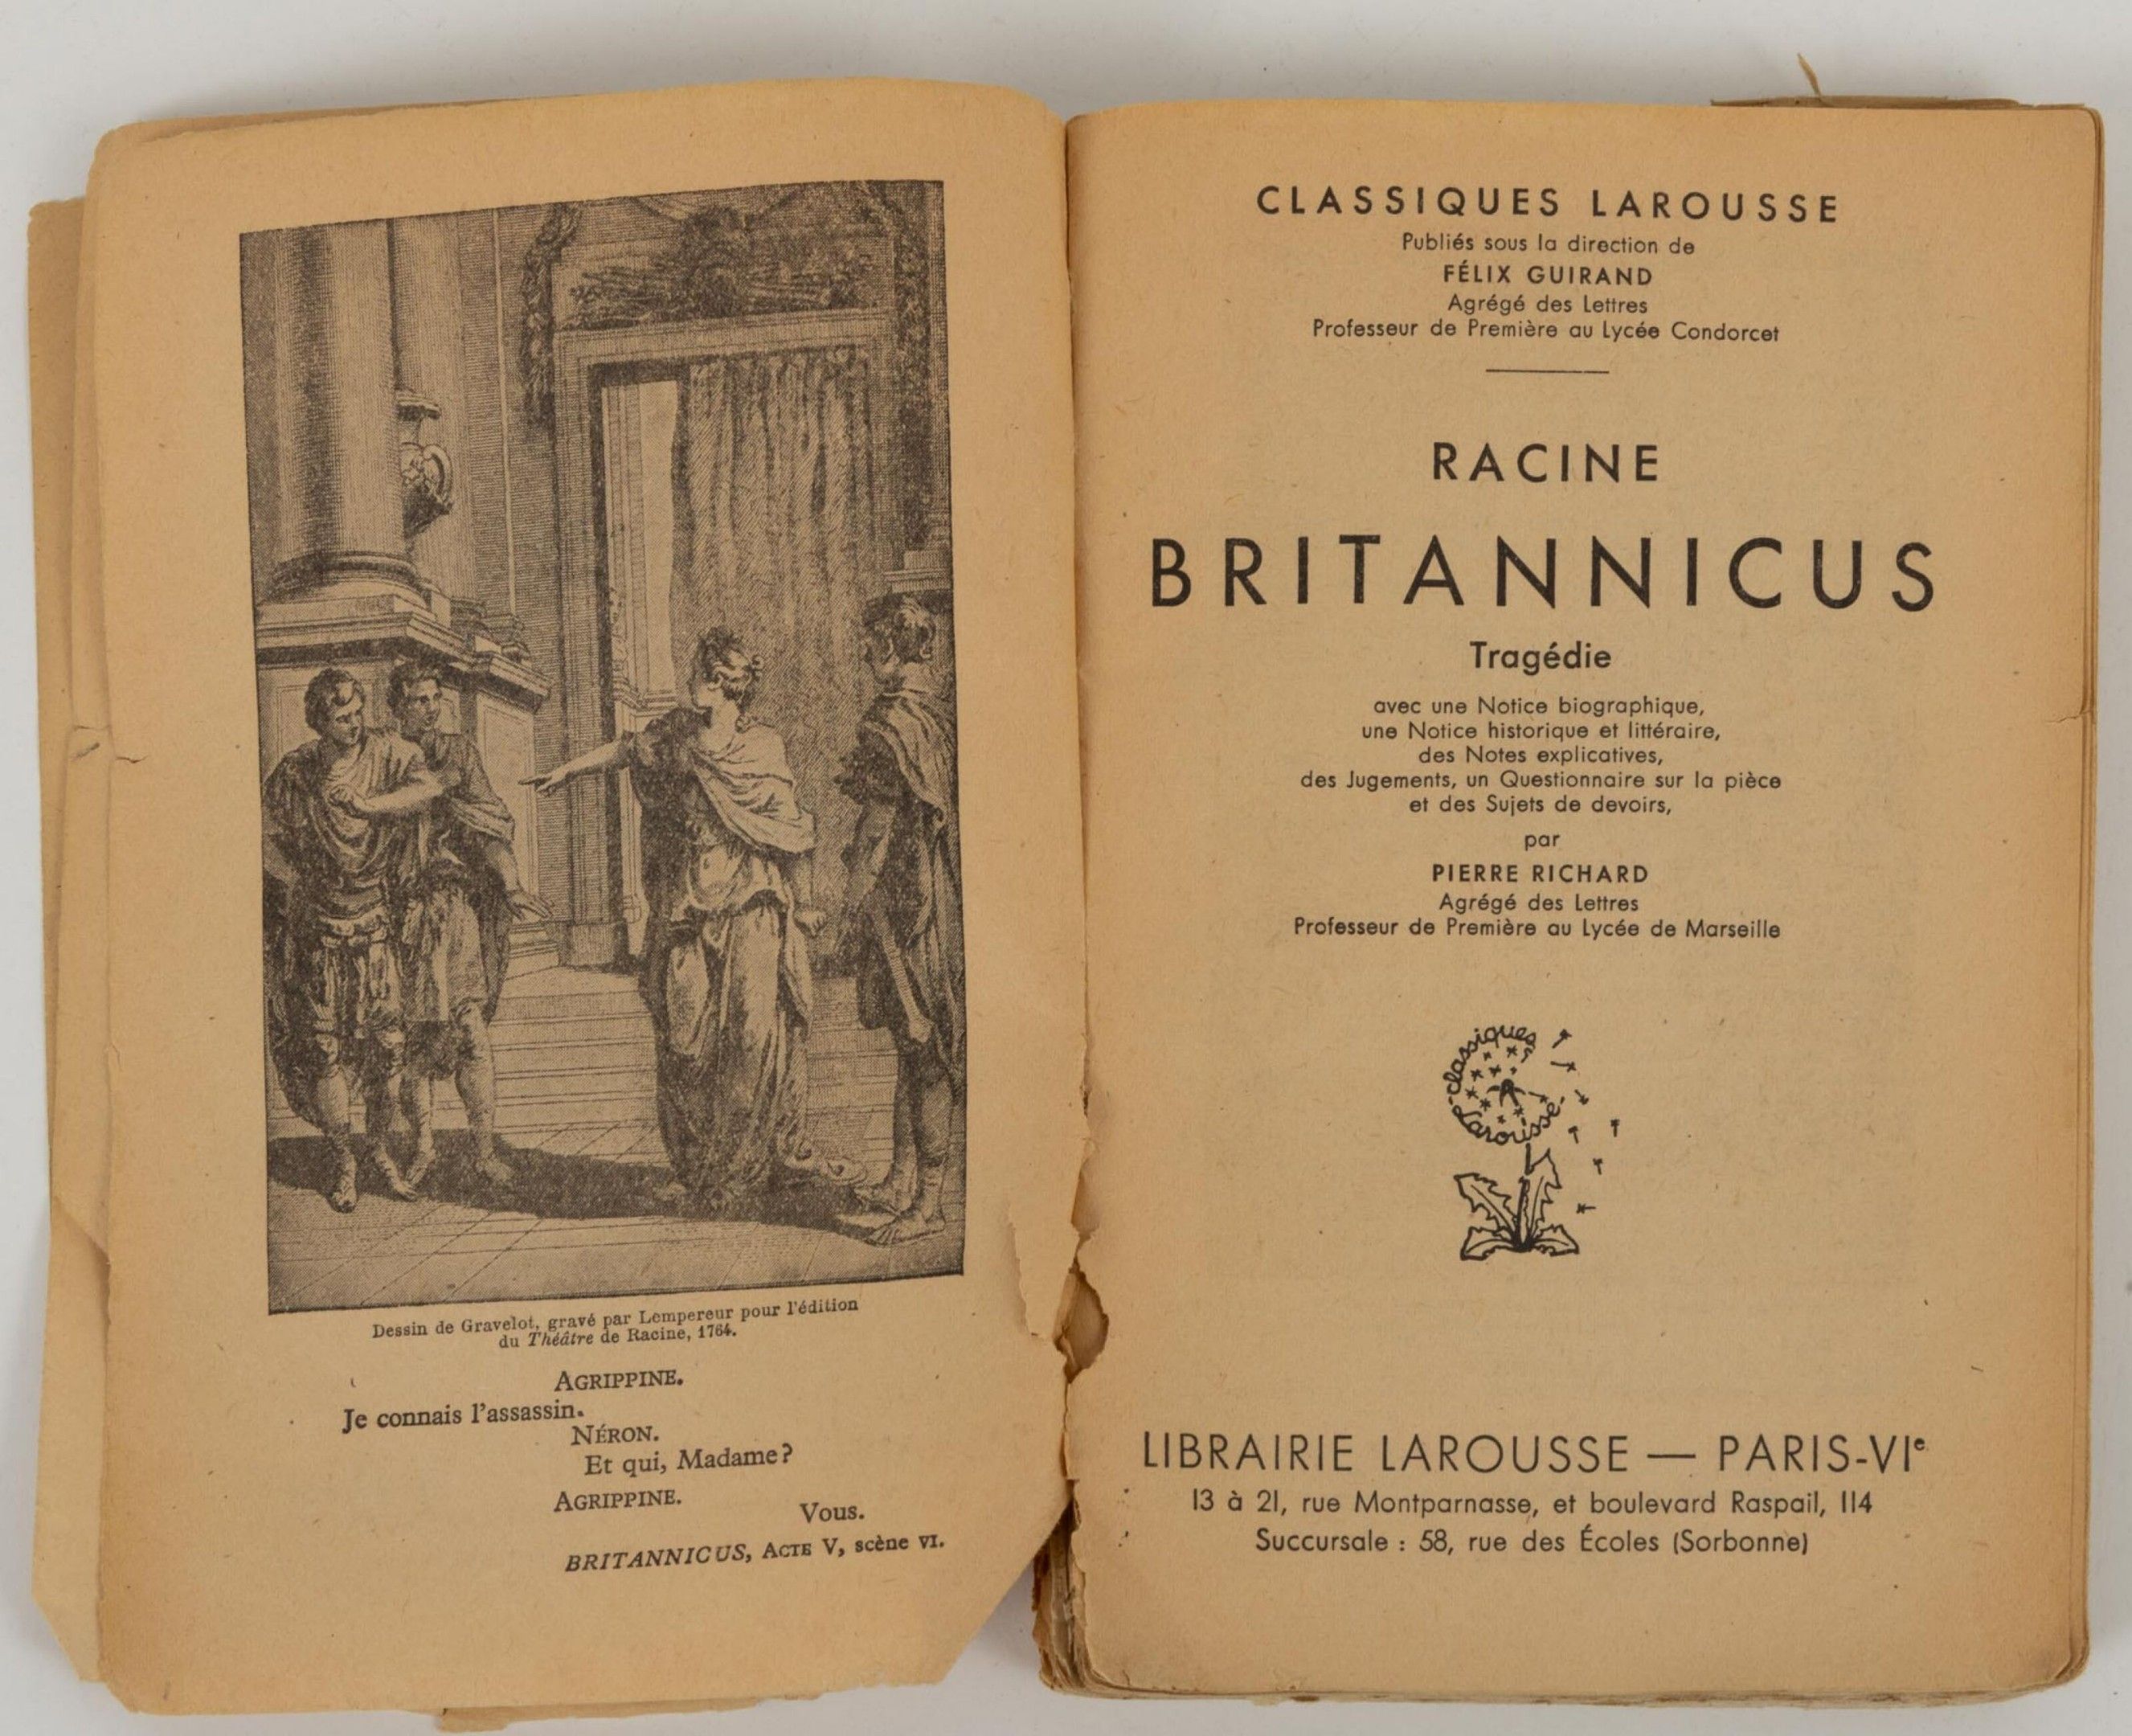 Dessin de Gravelot, gravé par Lempereur pour l'édition
du Théâtre de Racine, 1764.
AGRIPPINE.
Je connais l'assassin.
NÉRON.
Et qui, Madame?
AGRIPPINE.
Vous.
BRITANNICUS, ACTE V, scène VI.
CLASSIQUES LAROUSSE
Publiés sous la direction de
FÉLIX GUIRAND
Agrégé des Lettres
Professeur de Première au Lycée Condorcet
RACINE
BRITANNICUS
Tragédie
avec une Notice biographique,
une Notice historique et littéraire,
des Notes explicatives,
des Jugements, un Questionnaire sur la pièce
et des Sujets de devoirs,
par
PIERRE RICHARD
Agrégé des Lettres
Professeur de Première au Lycée de Marseille
classiques
Larousse
LIBRAIRIE LAROUSSE — PARIS-VIe
13 à 21, rue Montparnasse, et boulevard Raspail, 114
Succursale : 58, rue des Écoles (Sorbonne)